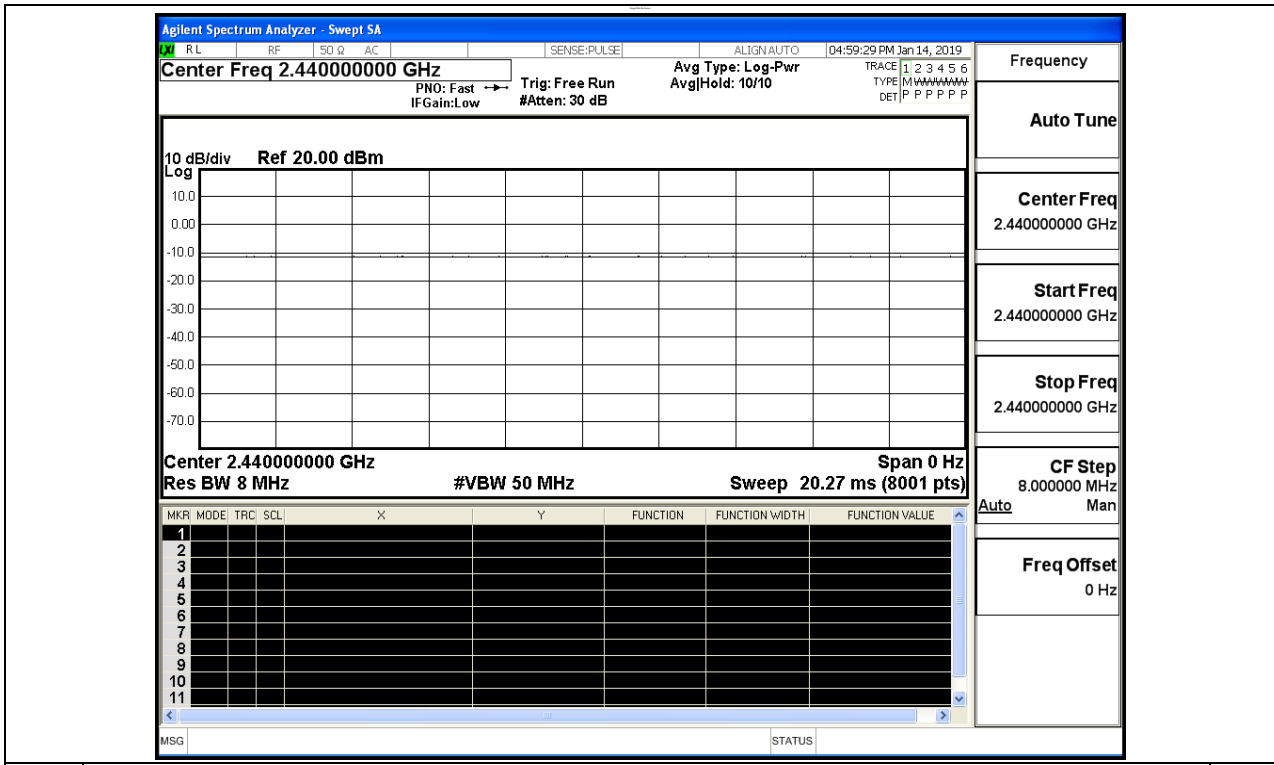 Agilent Spectrum Analyzer - Swept SA
LXI RL RF 50 Ω AC SENSE:PULSE ALIGN AUTO 04:59:29 PM Jan 14, 2019
Center Freq 2.440000000 GHz
PNO: Fast
IFGain:Low
Trig: Free Run
#Atten: 30 dB
Avg Type: Log-Pwr
Avg|Hold: 10/10
TRACE 1 2 3 4 5 6
TYPE M W W W W W
DET P P P P P P
10 dB/div Ref 20.00 dBm
Log
10.0
0.00
-10.0
-20.0
-30.0
-40.0
-50.0
-60.0
-70.0
Center 2.440000000 GHz Span 0 Hz
Res BW 8 MHz #VBW 50 MHz Sweep 20.27 ms (8001 pts)
MKR MODE TRC SCL X Y FUNCTION FUNCTION WIDTH FUNCTION VALUE
1
2
3
4
5
6
7
8
9
10
11
MSG STATUS
Frequency
Auto Tune
Center Freq
2.440000000 GHz
Start Freq
2.440000000 GHz
Stop Freq
2.440000000 GHz
CF Step
8.000000 MHz
Auto Man
Freq Offset
0 Hz